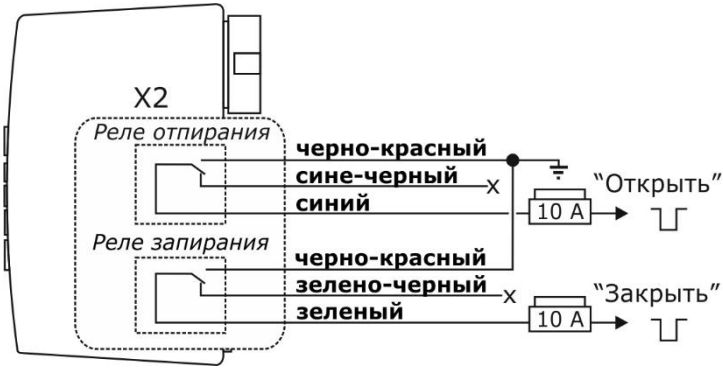 X2
Реле отпирания
черно-красный
сине-черный x
синий
10 А
“Открыть”
Реле запирания
черно-красный
зелено-черный x
зеленый
10 А
“Закрыть”